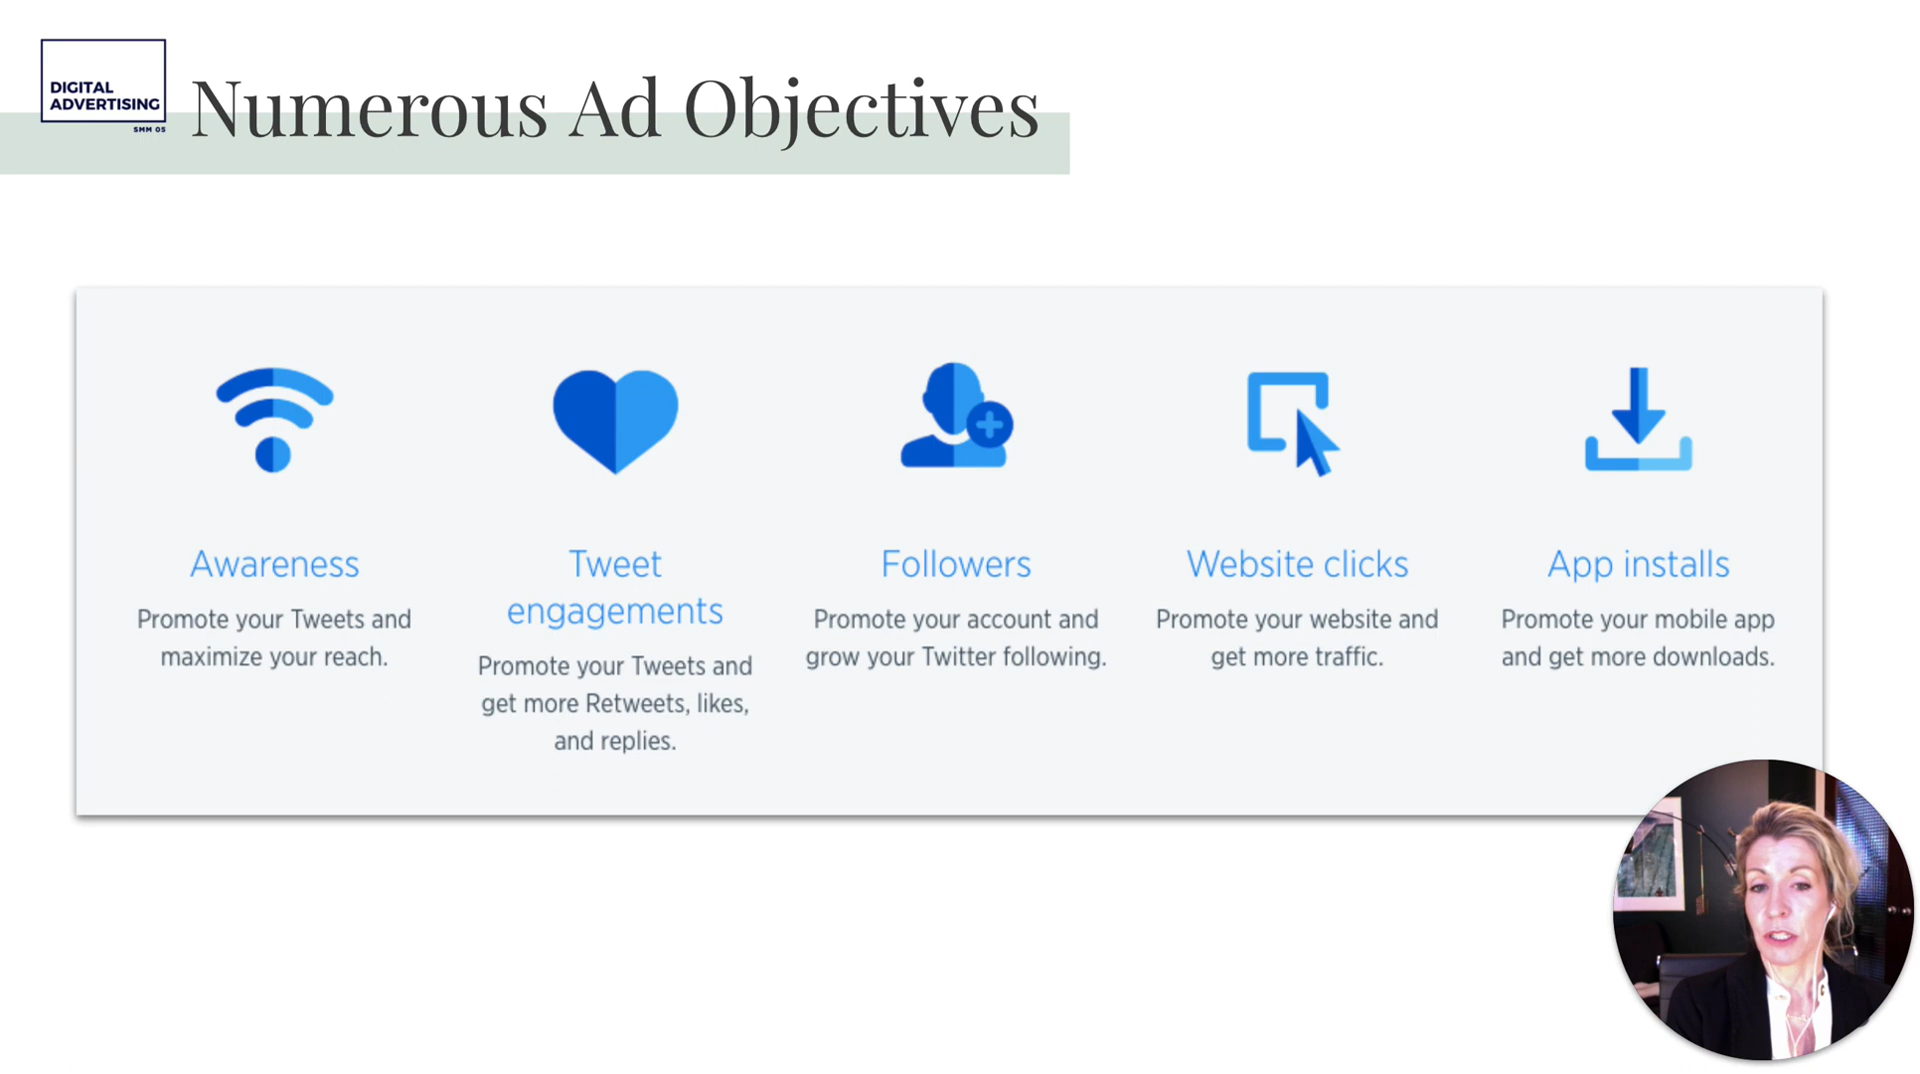 DIGITAL
ADVERTISING
SMM 05
Numerous Ad Objectives
Awareness
Promote your Tweets and
maximize your reach.
Tweet
engagements
Promote your Tweets and
get more Retweets, likes,
and replies.
Followers
Promote your account and
grow your Twitter following.
Website clicks
Promote your website and
get more traffic.
App installs
Promote your mobile app
and get more downloads.